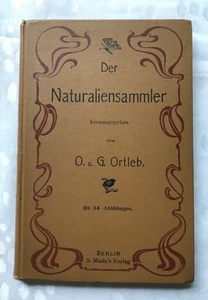 Der
Naturaliensammler
herausgegeben
von
O. u. G. Ortleb.
Mit 84 Abbildungen.
BERLIN
S. Mode's Verlag